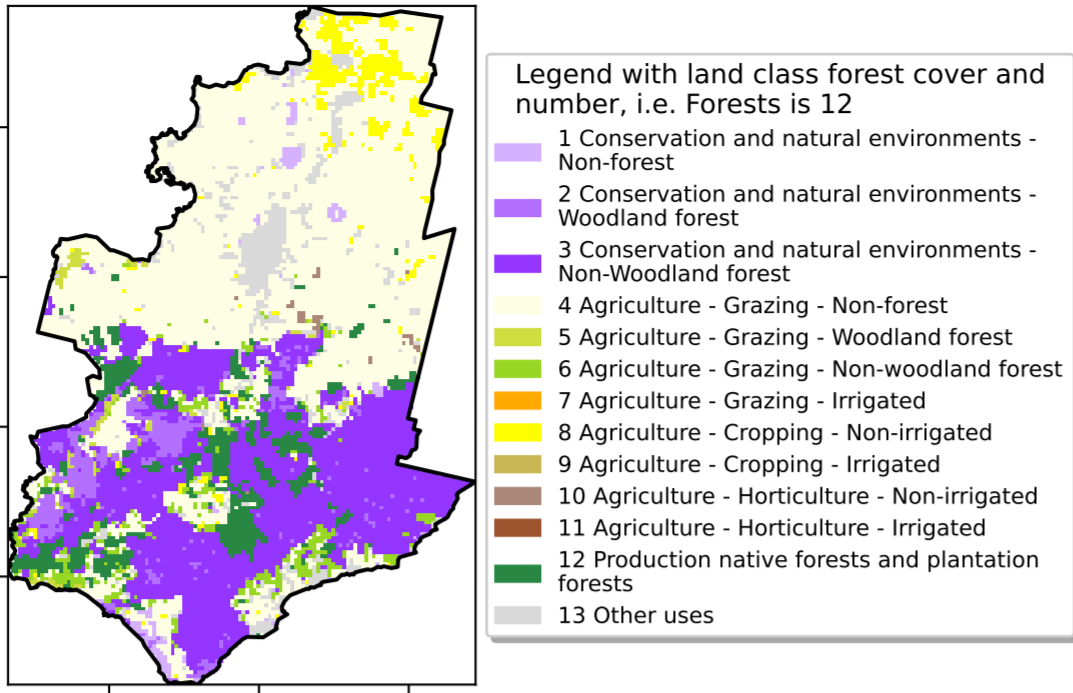 Legend with land class forest cover and
number, i.e. Forests is 12
1 Conservation and natural environments -
Non-forest
2 Conservation and natural environments -
Woodland forest
3 Conservation and natural environments -
Non-Woodland forest
4 Agriculture - Grazing - Non-forest
5 Agriculture - Grazing - Woodland forest
6 Agriculture - Grazing - Non-woodland forest
7 Agriculture - Grazing - Irrigated
8 Agriculture - Cropping - Non-irrigated
9 Agriculture - Cropping - Irrigated
10 Agriculture - Horticulture - Non-irrigated
11 Agriculture - Horticulture - Irrigated
12 Production native forests and plantation
forests
13 Other uses